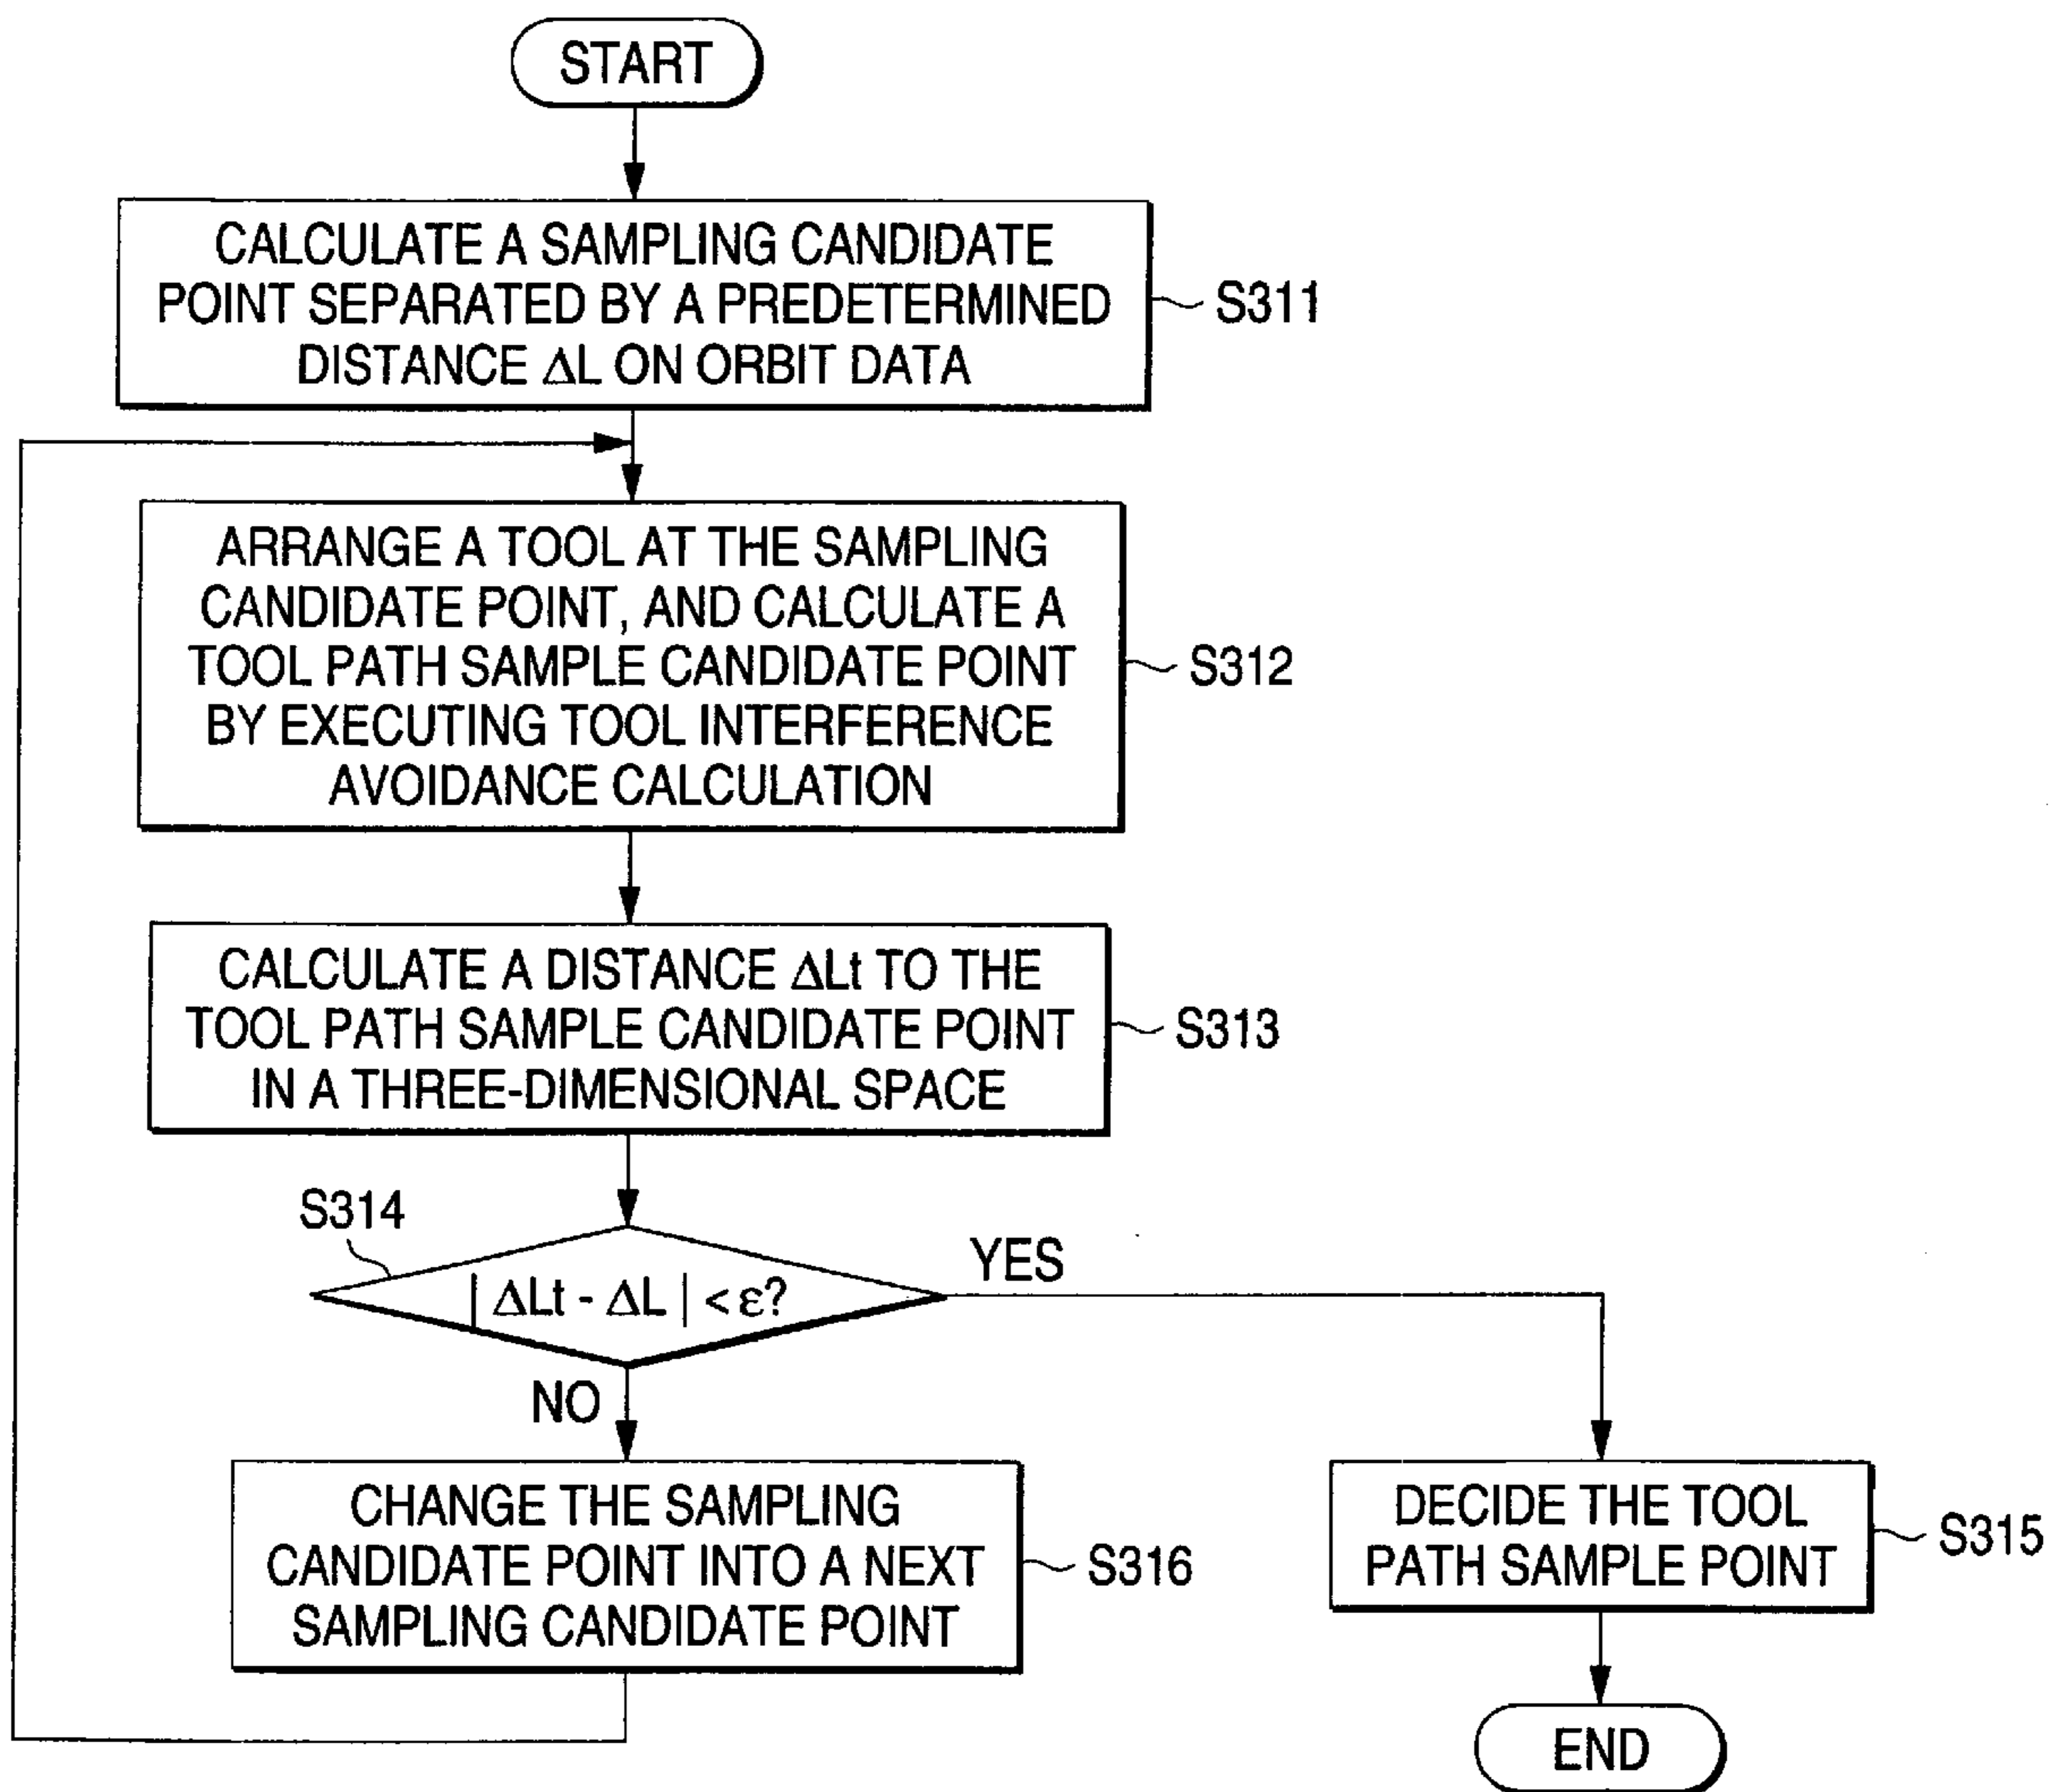 START
CALCULATE A SAMPLING CANDIDATE
POINT SEPARATED BY A PREDETERMINED
DISTANCE ΔL ON ORBIT DATA
S311
ARRANGE A TOOL AT THE SAMPLING
CANDIDATE POINT, AND CALCULATE A
TOOL PATH SAMPLE CANDIDATE POINT
BY EXECUTING TOOL INTERFERENCE
AVOIDANCE CALCULATION
S312
CALCULATE A DISTANCE ΔLt TO THE
TOOL PATH SAMPLE CANDIDATE POINT
IN A THREE-DIMENSIONAL SPACE
S313
S314
| ΔLt - ΔL | < ε?
YES
NO
CHANGE THE SAMPLING
CANDIDATE POINT INTO A NEXT
SAMPLING CANDIDATE POINT
S316
DECIDE THE TOOL
PATH SAMPLE POINT
S315
END